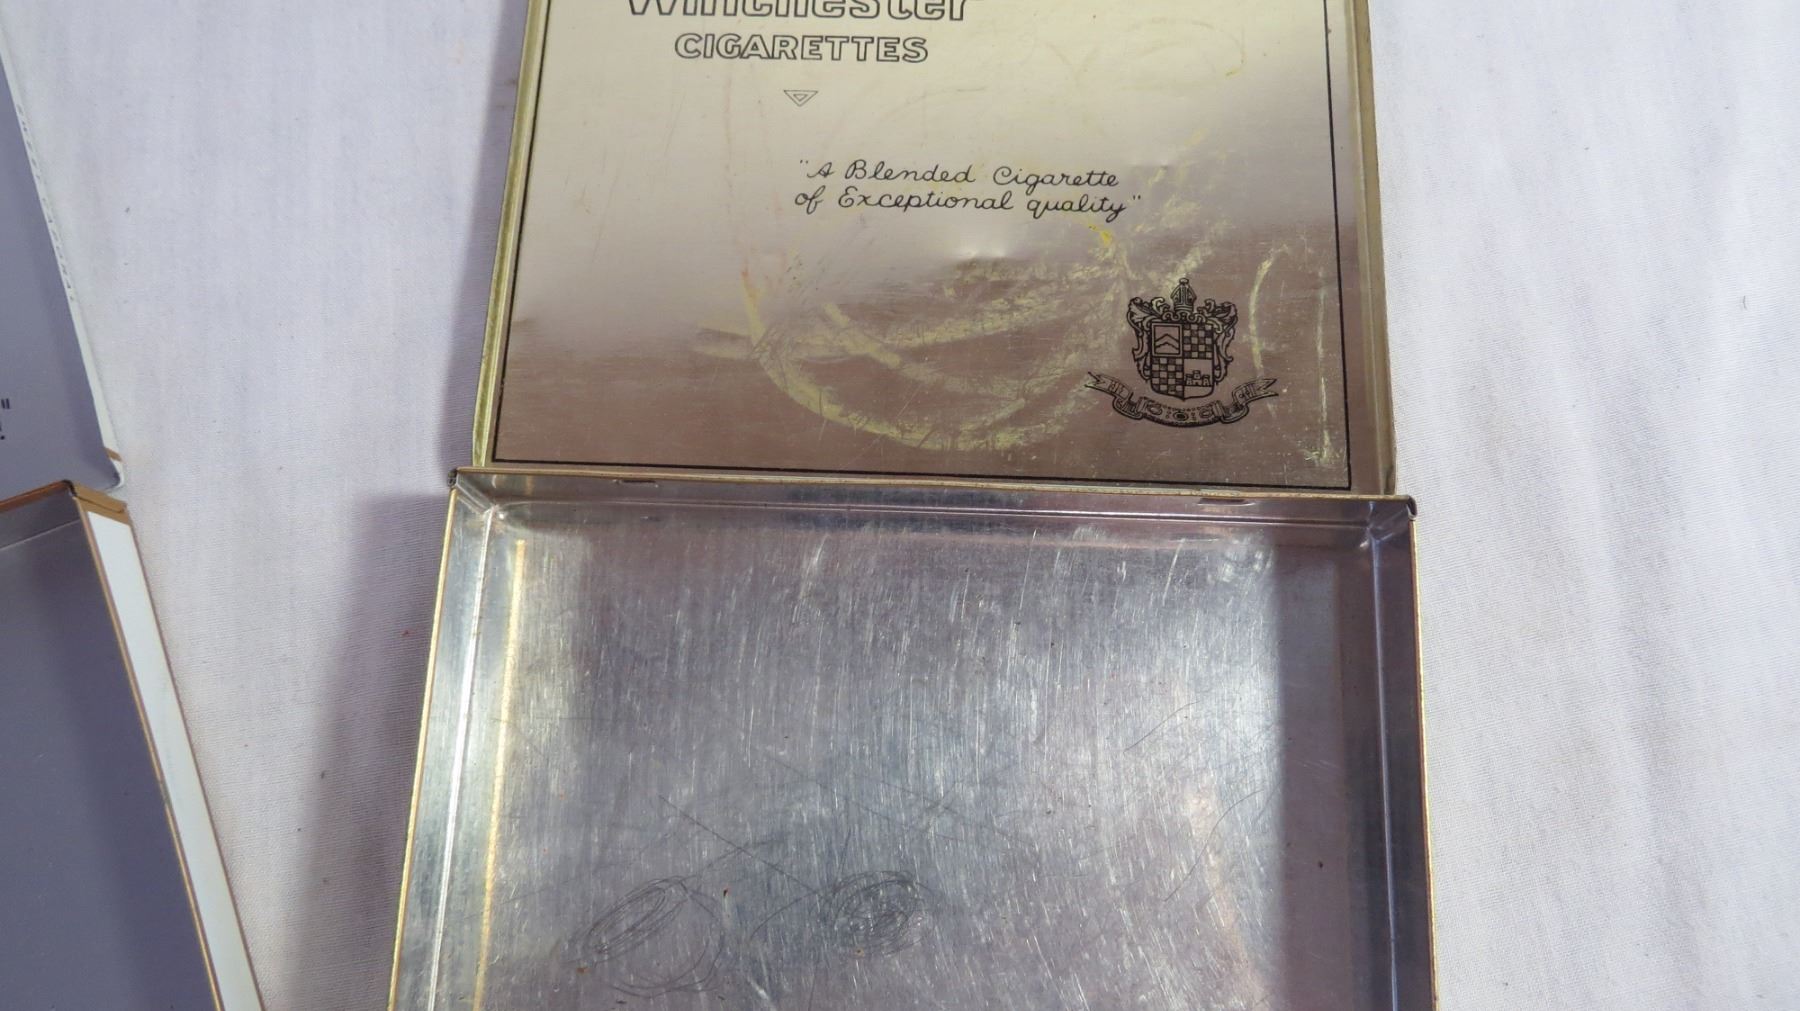 Winchester
CIGARETTES
"A Blended Cigarette
of Exceptional quality"